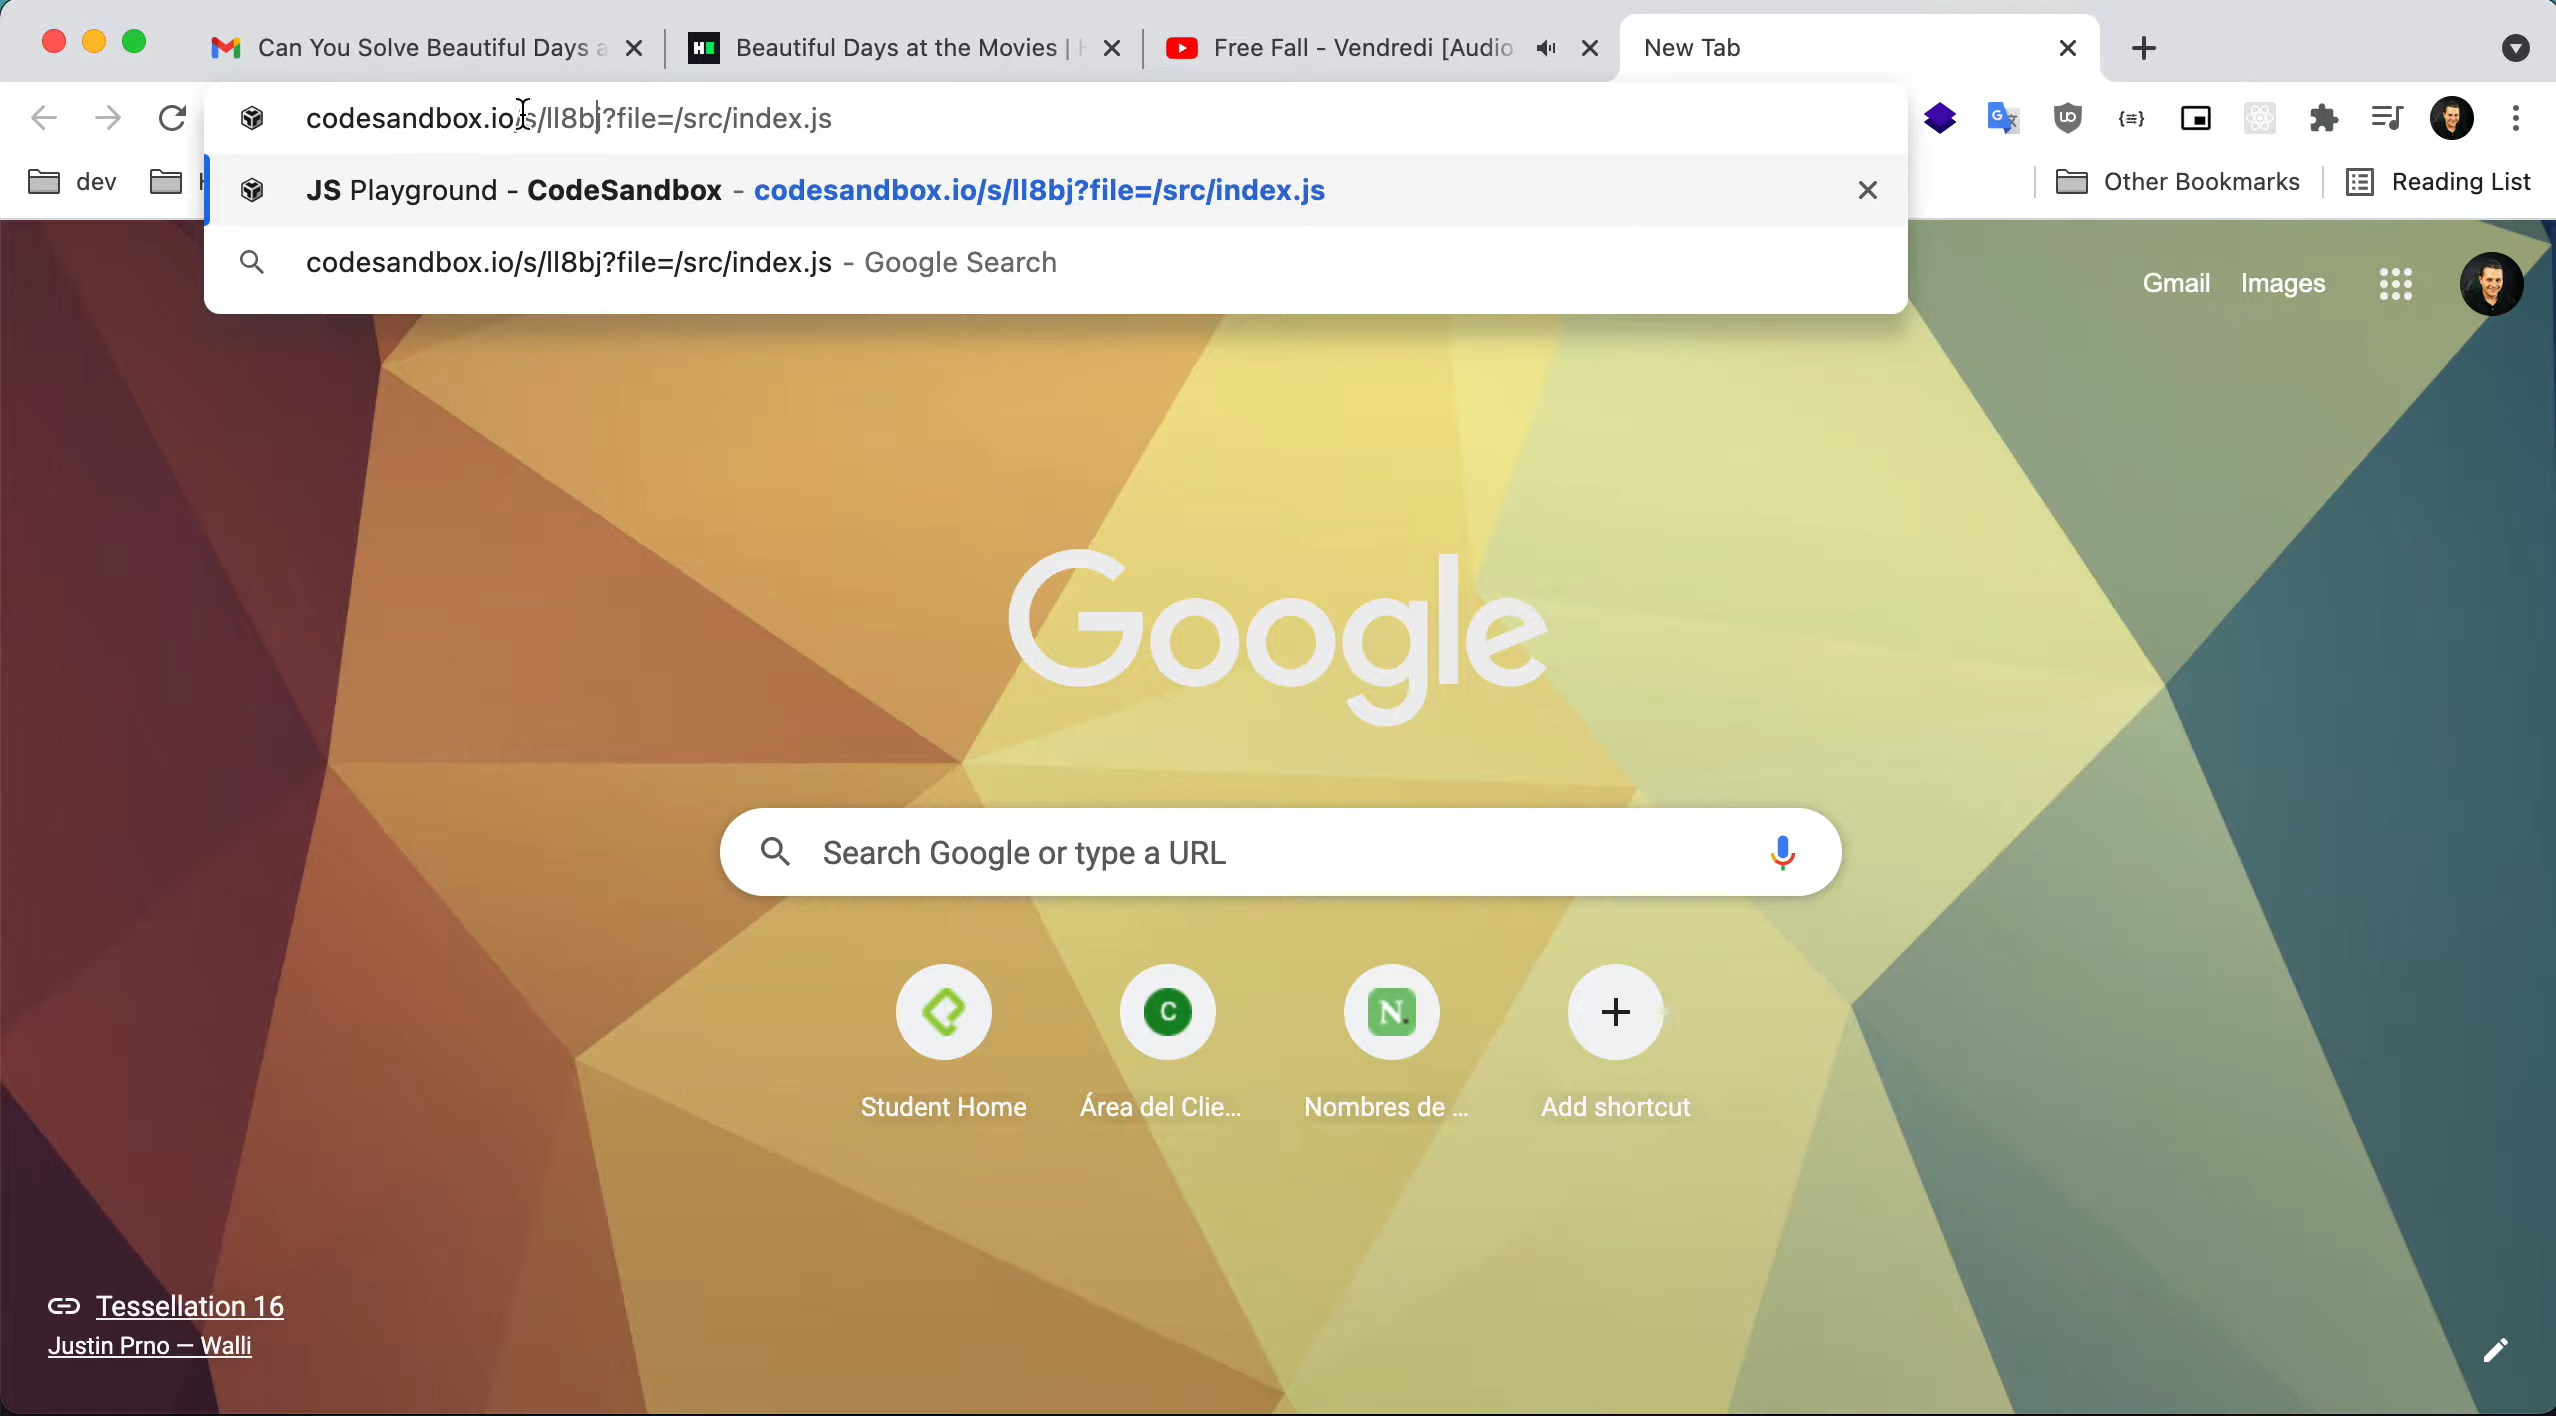 Can You Solve Beautiful Days a
Beautiful Days at the Movies | H
Free Fall - Vendredi [Audio
New Tab
codesandbox.io/s/ll8bj?file=/src/index.js
dev
JS Playground - CodeSandbox - codesandbox.io/s/ll8bj?file=/src/index.js
Other Bookmarks
Reading List
codesandbox.io/s/ll8bj?file=/src/index.js - Google Search
Gmail
Images
Google
Search Google or type a URL
C
N.
Student Home
Área del Clie...
Nombres de ...
Add shortcut
Tessellation 16
Justin Prno — Walli